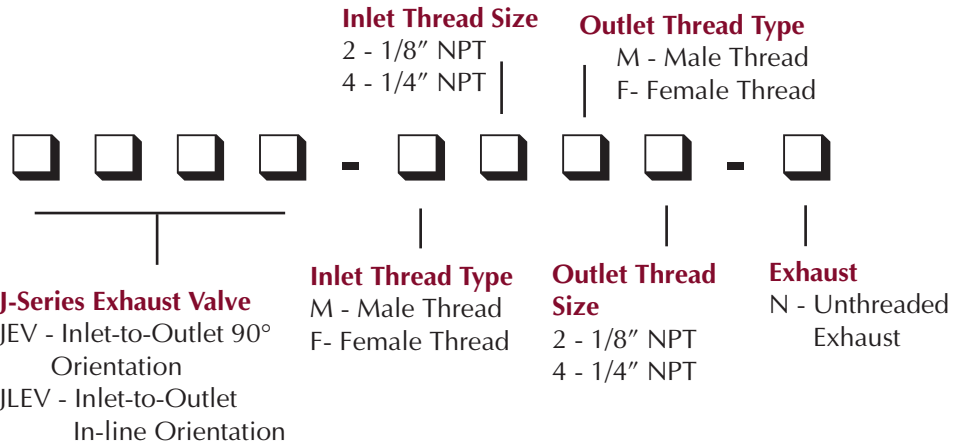 Inlet Thread Size
2 - 1/8″ NPT
4 - 1/4″ NPT
Outlet Thread Type
M - Male Thread
F- Female Thread
- -
J-Series Exhaust Valve
JEV - Inlet-to-Outlet 90°
Orientation
JLEV - Inlet-to-Outlet
In-line Orientation
Inlet Thread Type
M - Male Thread
F- Female Thread
Outlet Thread
Size
2 - 1/8″ NPT
4 - 1/4″ NPT
Exhaust
N - Unthreaded
Exhaust